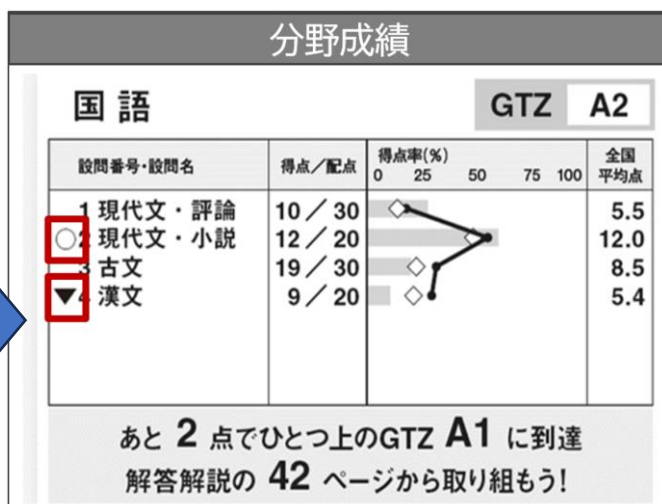 分野成績
国語 GTZ A2
設問番号・設問名 得点/配点 得点率(%) 0 25 50 75 100 全国平均点
1 現代文・評論 10/30 5.5
○2 現代文・小説 12/20 12.0
3 古文 19/30 8.5
▼4 漢文 9/20 5.4
あと 2 点でひとつ上のGTZ A1 に到達
解答解説の 42 ページから取り組もう!